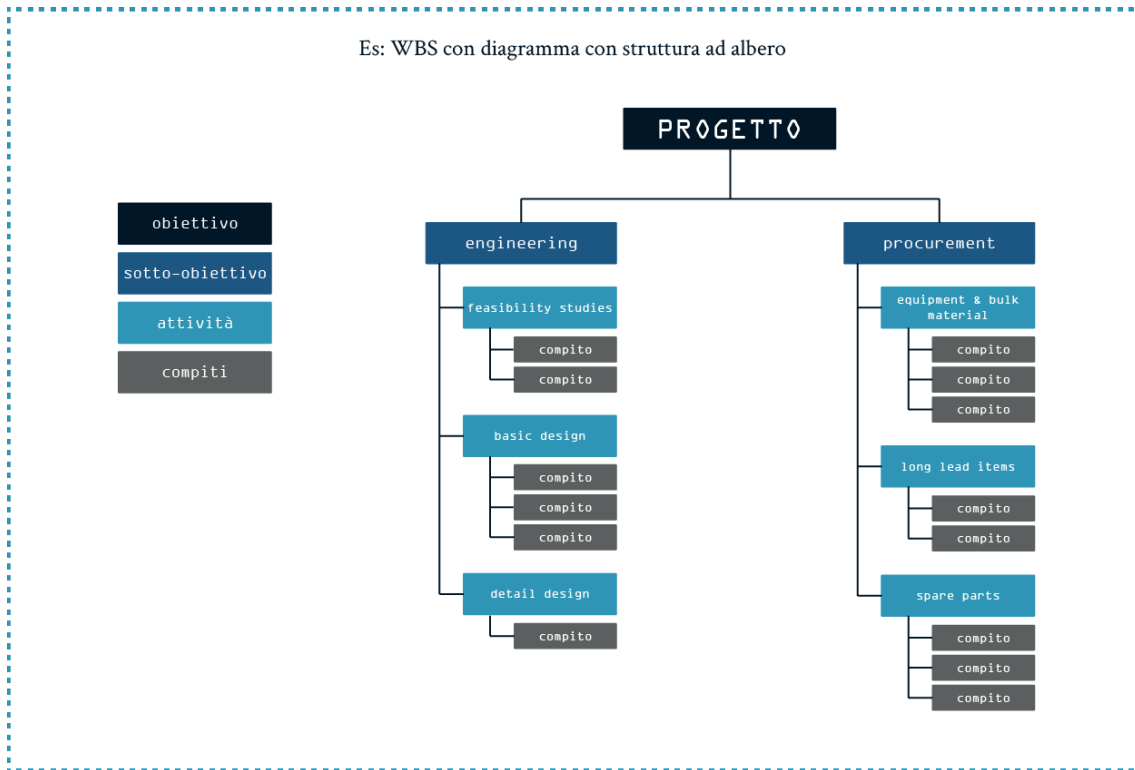 Es: WBS con diagramma con struttura ad albero
PROGETTO
obiettivo
sotto-obiettivo
attività
compiti
engineering
feasibility studies
compito
compito
basic design
compito
compito
compito
detail design
compito
procurement
equipment & bulk
material
compito
compito
compito
long lead items
compito
compito
spare parts
compito
compito
compito